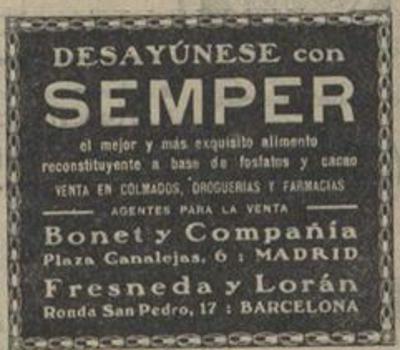 DESAYÚNESE con
SEMPER
el mejor y más exquisito alimento
reconstituyente a base de fosfatos y cacao
VENTA EN COLMADOS, DROGUERIAS Y FARMACIAS
AGENTES PARA LA VENTA
Bonet y Compañía
Plaza Canalejas, 6 : MADRID
Fresneda y Lorán
Ronda San Pedro, 17 : BARCELONA